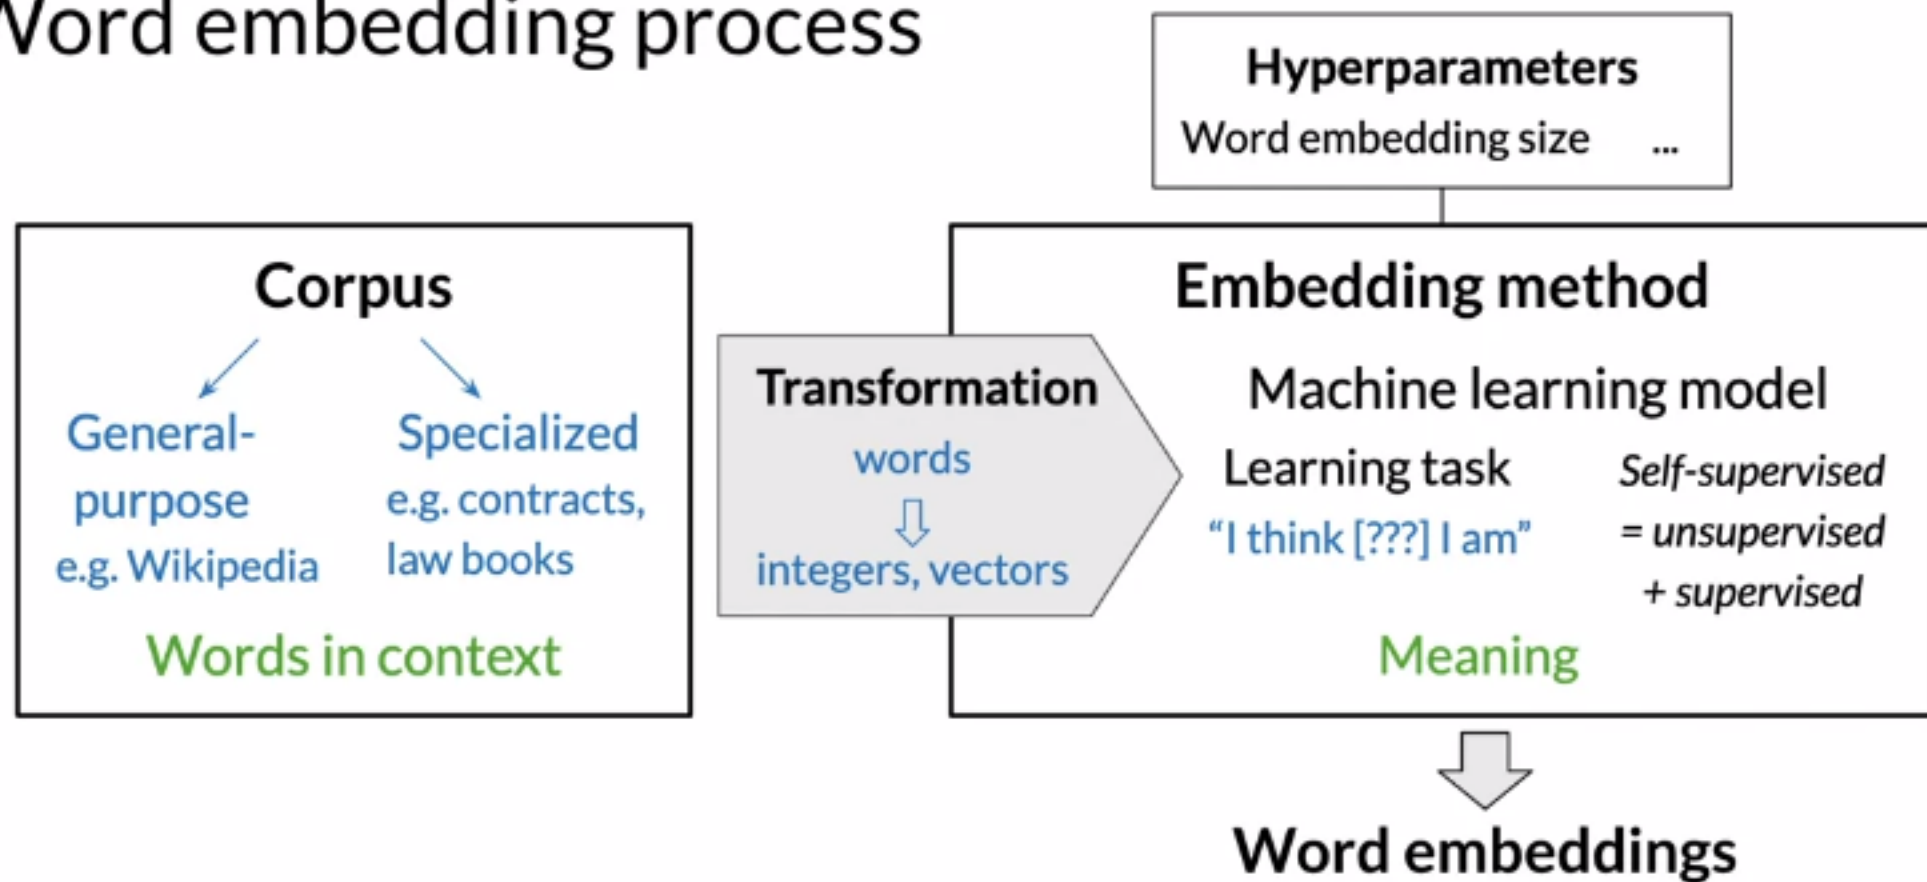 Word embedding process
Hyperparameters
Word embedding size ...
Corpus
General-
purpose
e.g. Wikipedia
Specialized
e.g. contracts,
law books
Words in context
Transformation
words
integers, vectors
Embedding method
Machine learning model
Learning task
“I think [???] I am”
Self-supervised
= unsupervised
+ supervised
Meaning
Word embeddings